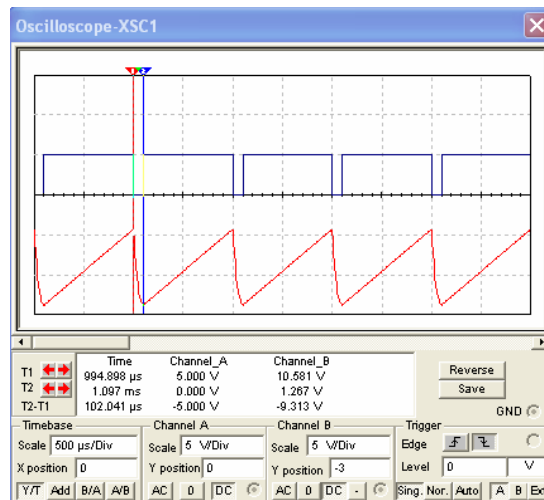 Oscilloscope-XSC1
1 2
Time Channel_A Channel_B
T1 994.898 µs 5.000 V 10.581 V
T2 1.097 ms 0.000 V 1.267 V
T2-T1 102.041 µs -5.000 V -9.313 V
Reverse
Save
GND
Timebase Channel A Channel B Trigger
Scale 500 µs/Div Scale 5 V/Div Scale 5 V/Div Edge
X position 0 Y position 0 Y position -3 Level 0 V
Y/T Add B/A A/B AC 0 DC AC 0 DC - Sing. Nor. Auto A B Ext